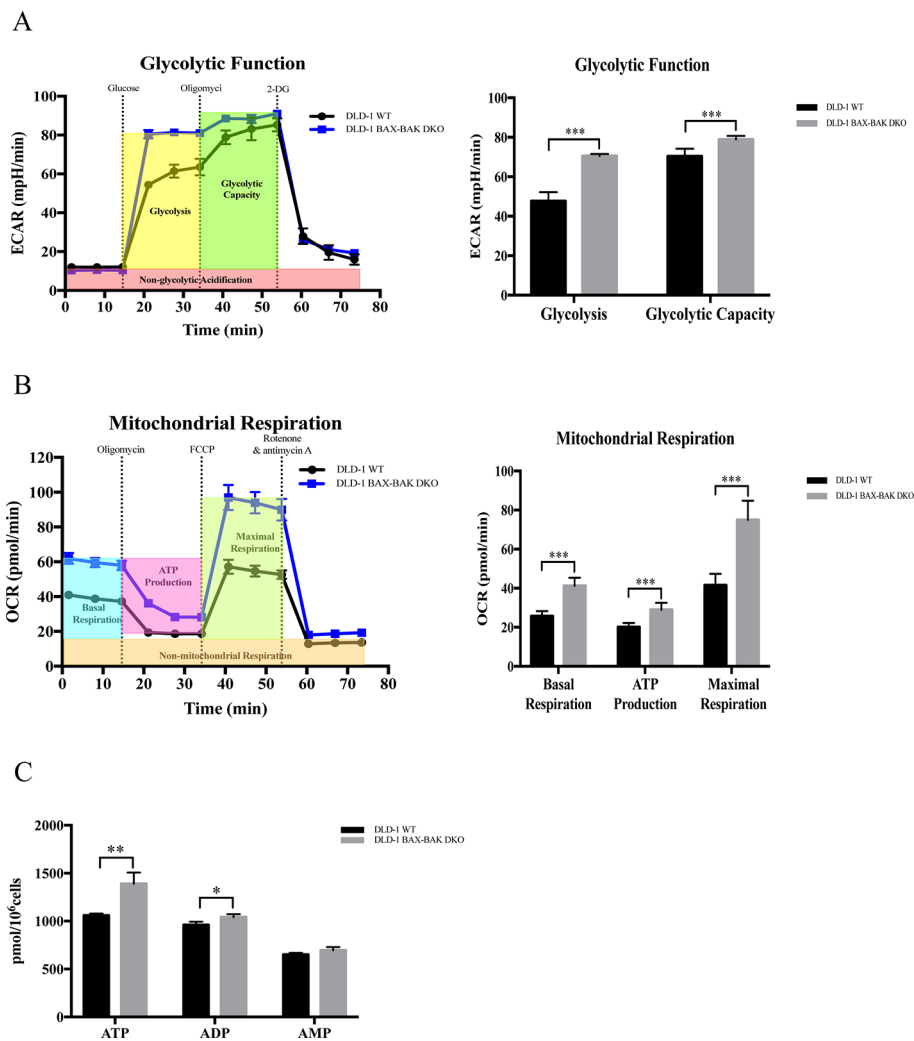 A
Glycolytic Function
Glucose
Oligomyci
2-DG
DLD-1 WT
DLD-1 BAX-BAK DKO
100
80
60
40
20
0
ECAR (mpH/min)
Glycolysis
Glycolytic
Capacity
Non-glycolytic Acidification
0 10 20 30 40 50 60 70 80
Time (min)
Glycolytic Function
DLD-1 WT
DLD-1 BAX-BAK DKO
100
80
60
40
20
0
ECAR (mpH/min)
***
***
Glycolysis
Glycolytic Capacity
B
Mitochondrial Respiration
Oligomycin
FCCP
Rotenone
& antimycin A
DLD-1 WT
DLD-1 BAX-BAK DKO
120
100
80
60
40
20
0
OCR (pmol/min)
Basal
Respiration
ATP
Production
Maximal
Respiration
Non-mitochondrial Respiration
0 10 20 30 40 50 60 70 80
Time (min)
Mitochondrial Respiration
DLD-1 WT
DLD-1 BAX-BAK DKO
100
80
60
40
20
0
OCR (pmol/min)
***
***
***
Basal
Respiration
ATP
Production
Maximal
Respiration
C
DLD-1 WT
DLD-1 BAX-BAK DKO
2000
1500
1000
500
0
pmol/10⁶cells
**
*
ATP
ADP
AMP